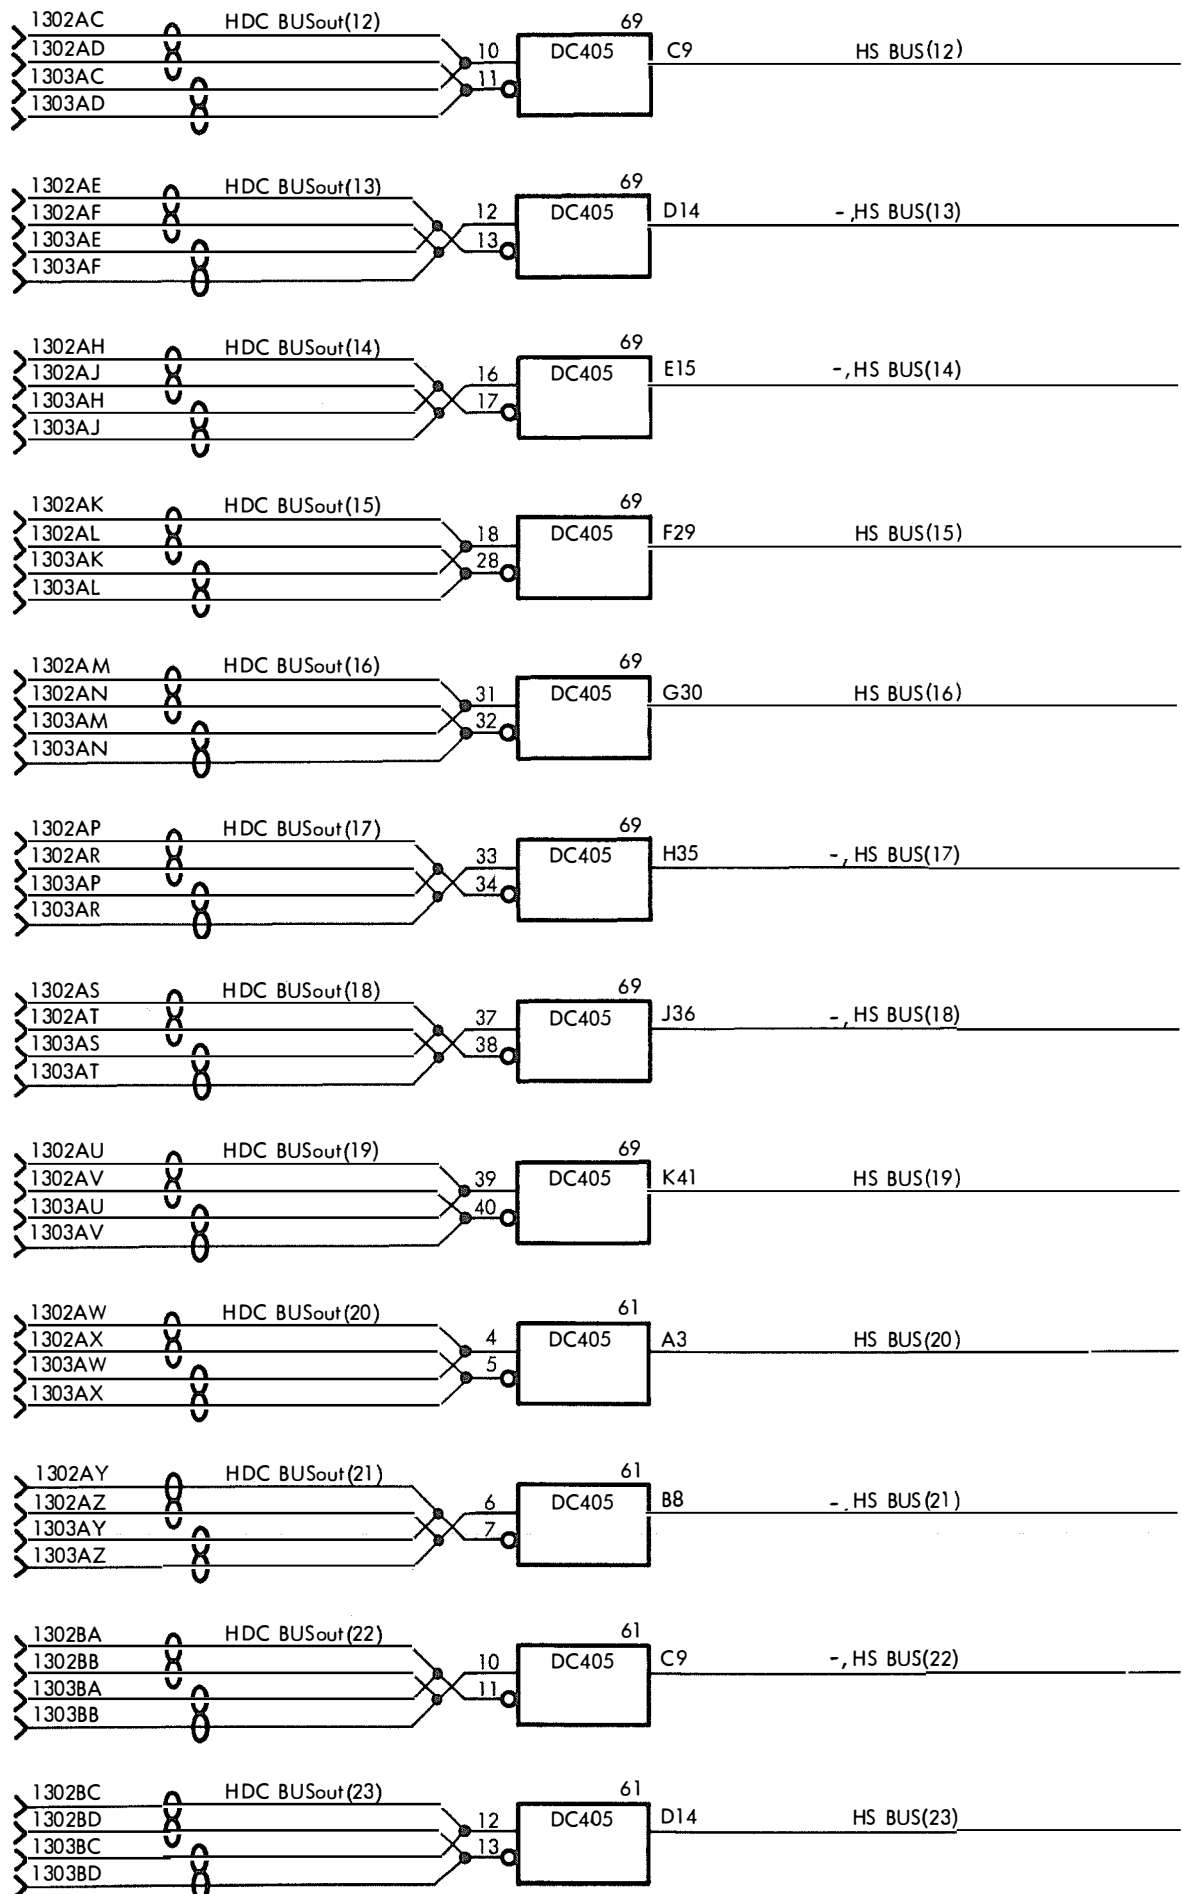 1302AC HDC BUSout(12) 69
1302AD 10 DC405 C9 HS BUS(12)
1303AC 11
1303AD
1302AE HDC BUSout(13) 69
1302AF 12 DC405 D14 -,HS BUS(13)
1303AE 13
1303AF
1302AH HDC BUSout(14) 69
1302AJ 16 DC405 E15 -,HS BUS(14)
1303AH 17
1303AJ
1302AK HDC BUSout(15) 69
1302AL 18 DC405 F29 HS BUS(15)
1303AK 28
1303AL
1302AM HDC BUSout(16) 69
1302AN 31 DC405 G30 HS BUS(16)
1303AM 32
1303AN
1302AP HDC BUSout(17) 69
1302AR 33 DC405 H35 -, HS BUS(17)
1303AP 34
1303AR
1302AS HDC BUSout(18) 69
1302AT 37 DC405 J36 -, HS BUS(18)
1303AS 38
1303AT
1302AU HDC BUSout(19) 69
1302AV 39 DC405 K41 HS BUS(19)
1303AU 40
1303AV
1302AW HDC BUSout(20) 61
1302AX 4 DC405 A3 HS BUS(20)
1303AW 5
1303AX
1302AY HDC BUSout(21) 61
1302AZ 6 DC405 B8 -, HS BUS(21)
1303AY 7
1303AZ
1302BA HDC BUSout(22) 61
1302BB 10 DC405 C9 -, HS BUS(22)
1303BA 11
1303BB
1302BC HDC BUSout(23) 61
1302BD 12 DC405 D14 HS BUS(23)
1303BC 13
1303BD